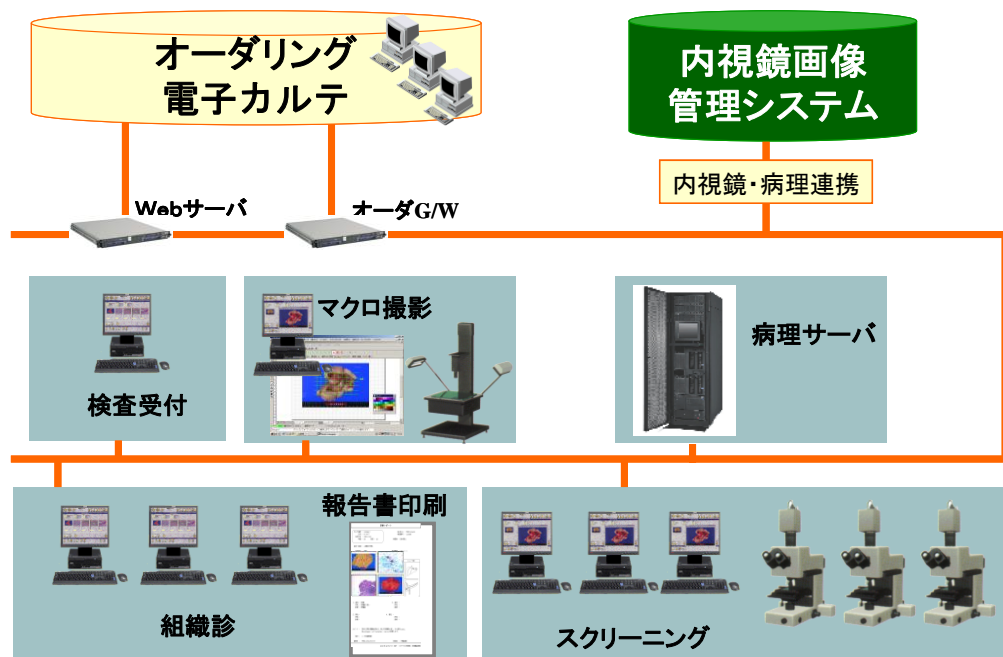 オーダリング
電子カルテ
内視鏡画像
管理システム
内視鏡・病理連携
Webサーバ
オーダG/W
マクロ撮影
病理サーバ
検査受付
報告書印刷
組織診
スクリーニング